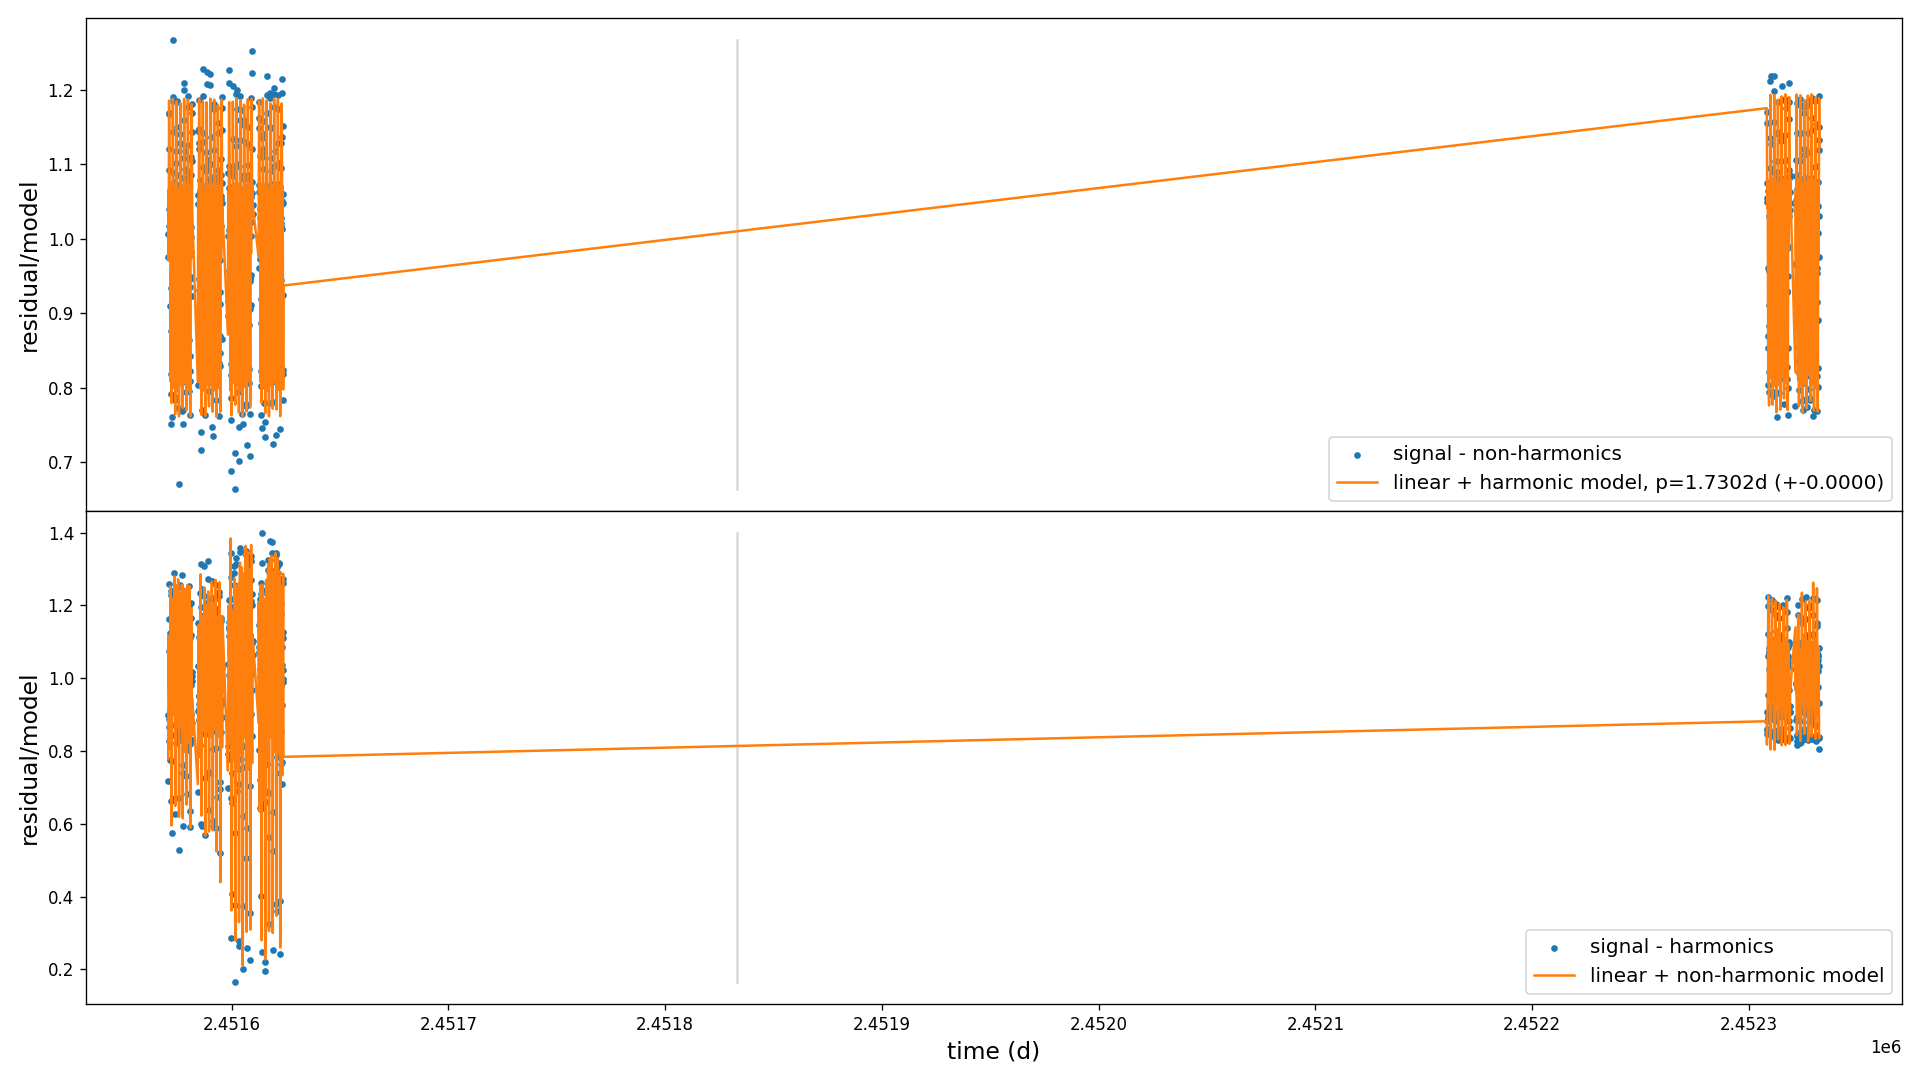 1.2
1.1
1.0
0.9
0.8
0.7
residual/model
signal - non-harmonics
linear + harmonic model, p=1.7302d (+-0.0000)
1.4
1.2
1.0
0.8
0.6
0.4
0.2
residual/model
signal - harmonics
linear + non-harmonic model
2.4516 2.4517 2.4518 2.4519 2.4520 2.4521 2.4522 2.4523
time (d)
1e6